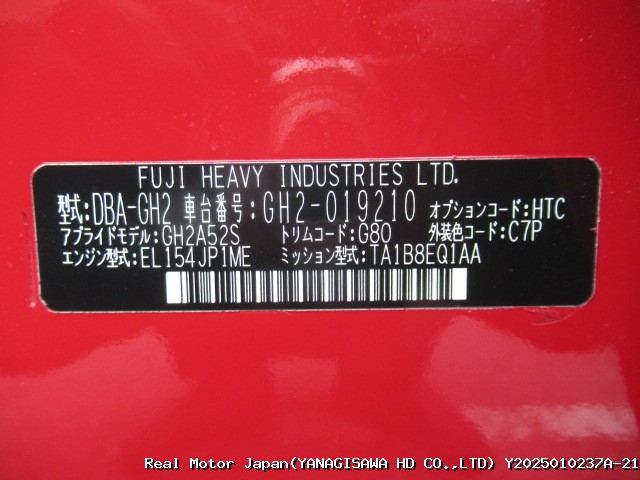 FUJI HEAVY INDUSTRIES LTD.
型式:DBA-GH2 車台番号:GH2-019210 オプションコード:HTC
アプライドモデル:GH2A52S トリムコード:G80 外装色コード:C7P
エンジン型式:EL154JP1ME ミッション型式:TA1B8EQ1AA
Real Motor Japan(YANAGISAWA HD CO.,LTD) Y2025010237A-21